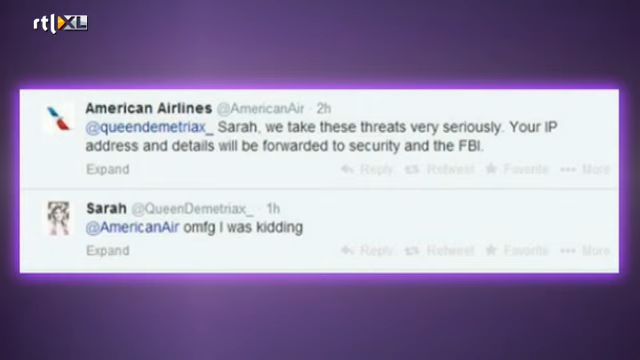 rtl XL
American Airlines @AmericanAir · 2h
@queendemetriax_ Sarah, we take these threats very seriously. Your IP
address and details will be forwarded to security and the FBI.
Expand Reply Retweet Favorite More
Sarah @QueenDemetriax_ · 1h
@AmericanAir omfg I was kidding
Expand Reply Retweet Favorite More